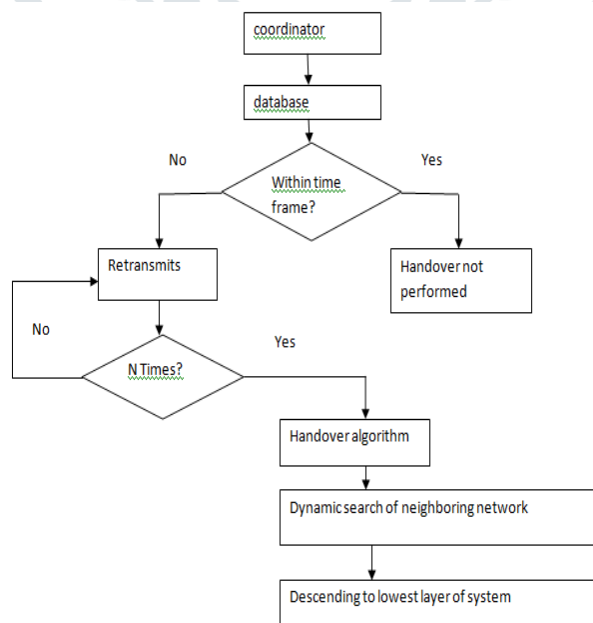 coordinator
database
No
Yes
Within time
frame?
Retransmits
Handover not
performed
No
N Times?
Yes
Handover algorithm
Dynamic search of neighboring network
Descending to lowest layer of system